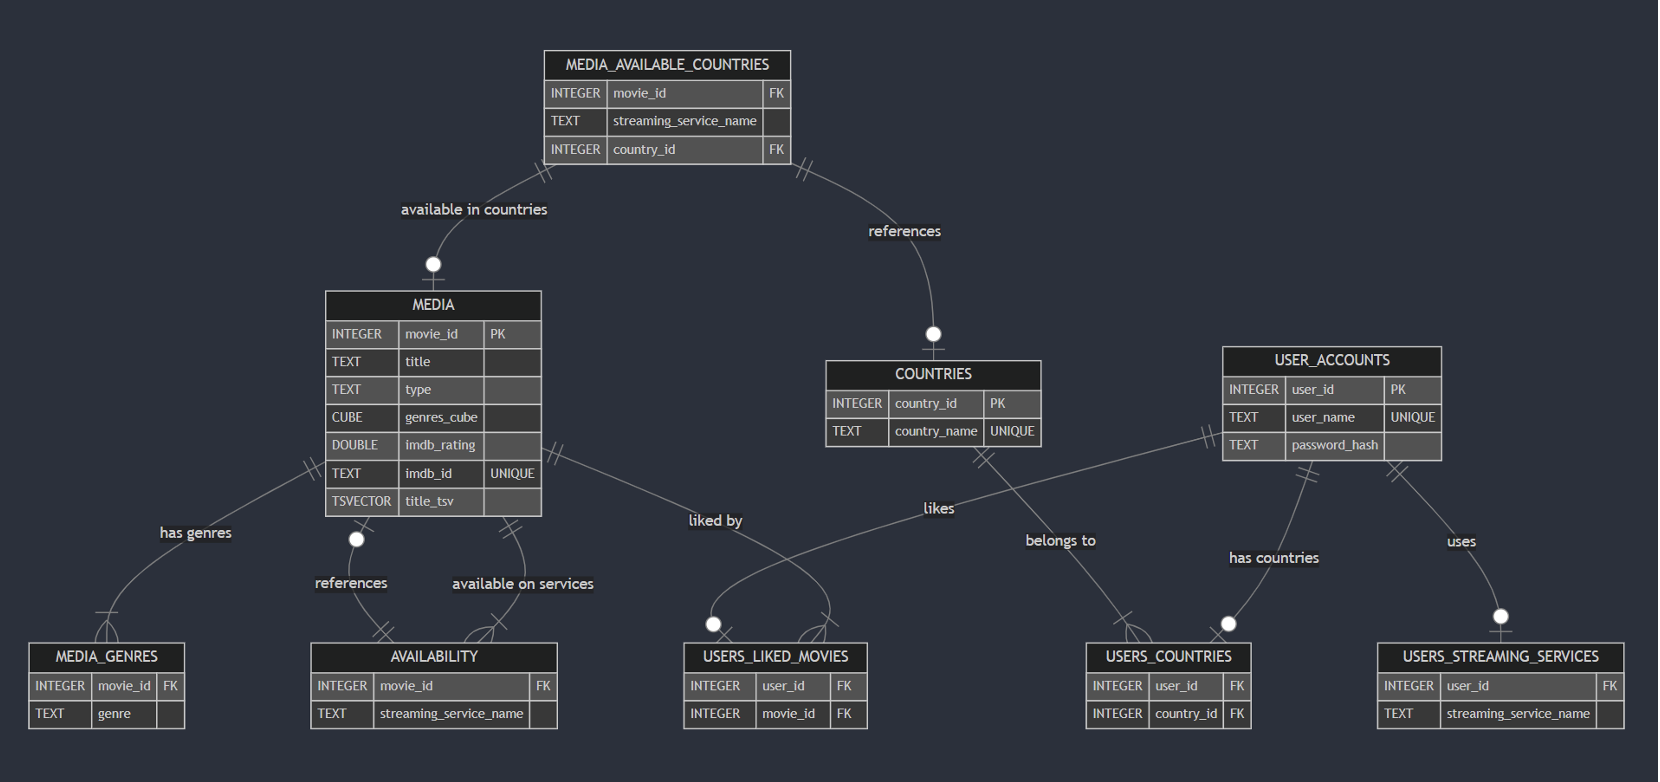 MEDIA_AVAILABLE_COUNTRIES
INTEGER movie_id FK
TEXT streaming_service_name
INTEGER country_id FK
available in countries
references
MEDIA
INTEGER movie_id PK
TEXT title
TEXT type
CUBE genres_cube
DOUBLE imdb_rating
TEXT imdb_id UNIQUE
TSVECTOR title_tsv
COUNTRIES
INTEGER country_id PK
TEXT country_name UNIQUE
USER_ACCOUNTS
INTEGER user_id PK
TEXT user_name UNIQUE
TEXT password_hash
has genres
references
available on services
liked by
likes
belongs to
has countries
uses
MEDIA_GENRES
INTEGER movie_id FK
TEXT genre
AVAILABILITY
INTEGER movie_id FK
TEXT streaming_service_name
USERS_LIKED_MOVIES
INTEGER user_id FK
INTEGER movie_id FK
USERS_COUNTRIES
INTEGER user_id FK
INTEGER country_id FK
USERS_STREAMING_SERVICES
INTEGER user_id FK
TEXT streaming_service_name